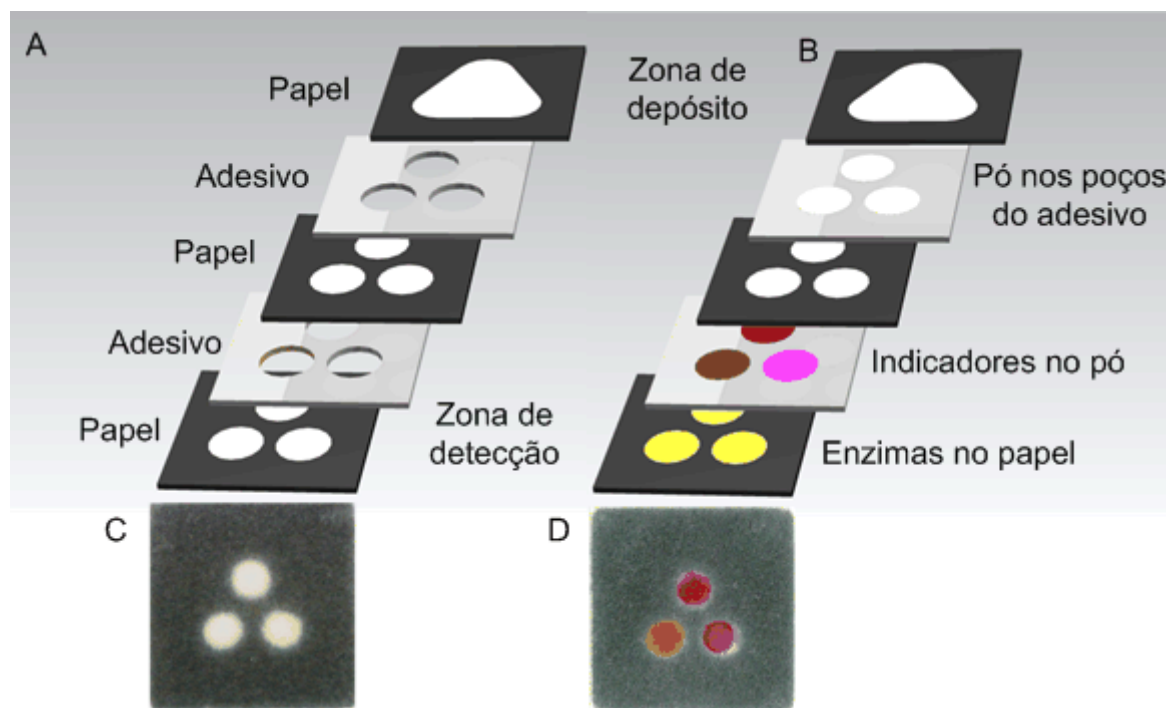 A
Papel
Adesivo
Papel
Adesivo
Papel
Zona de
detecção
B
Zona de
depósito
Pó nos poços
do adesivo
Indicadores no pó
Enzimas no papel
C
D